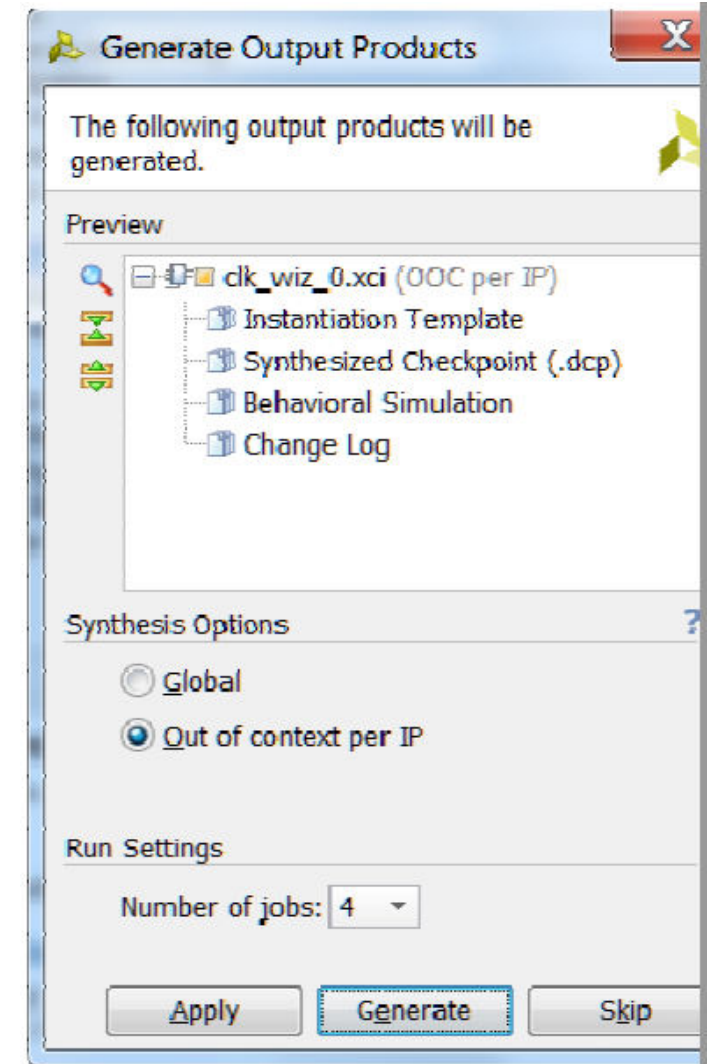 Generate Output Products
X
The following output products will be
generated.
Preview
clk_wiz_0.xci (OOC per IP)
Instantiation Template
Synthesized Checkpoint (.dcp)
Behavioral Simulation
Change Log
Synthesis Options
?
Global
Out of context per IP
Run Settings
Number of jobs: 4
Apply Generate Skip